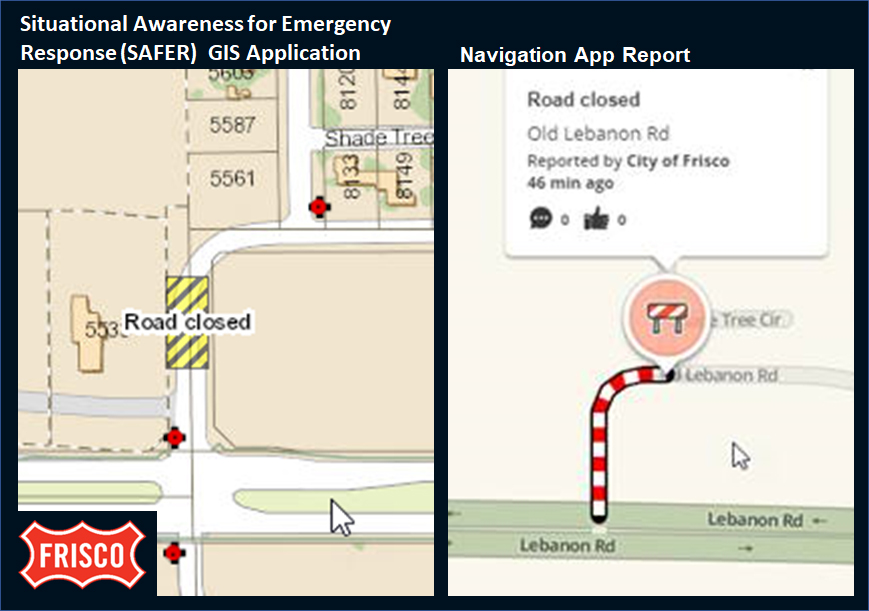 Situational Awareness for Emergency
Response (SAFER) GIS Application
Navigation App Report
5603
8120
8144
5587
Shade Tree
5561
8133
8149
Road closed
FRISCO
Road closed
Old Lebanon Rd
Reported by City of Frisco
46 min ago
0
0
Tree Cir
Lebanon Rd
Lebanon Rd
Lebanon Rd